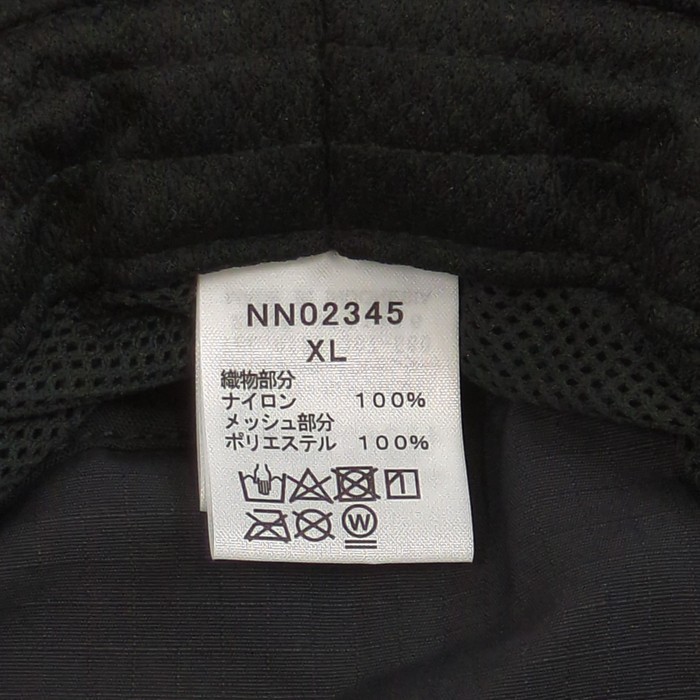 NN02345
XL
織物部分
ナイロン 100%
メッシュ部分
ポリエステル 100%
W